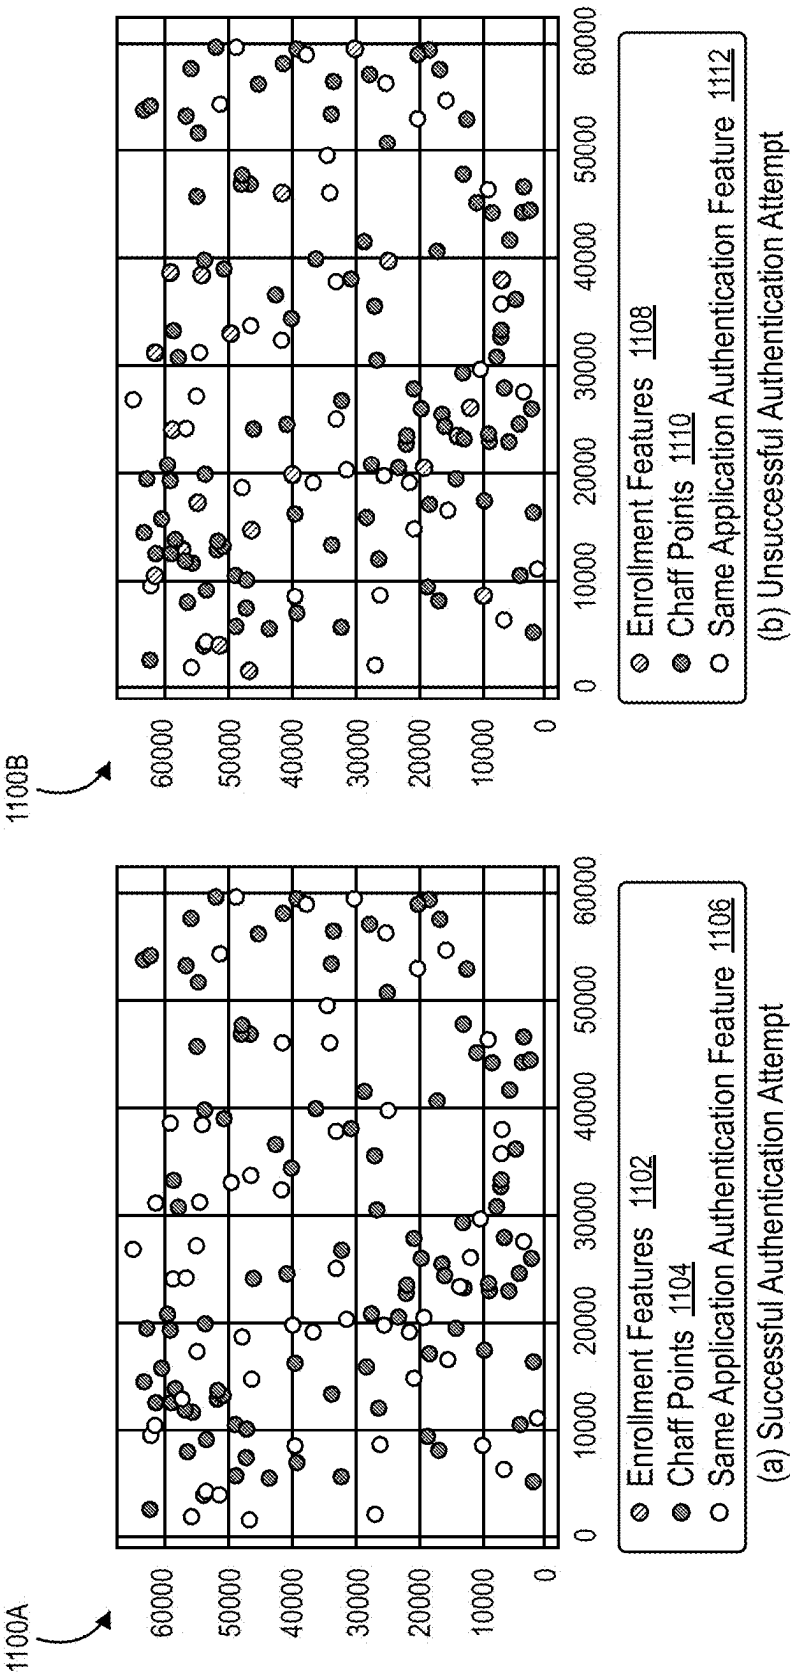 1100A
60000
50000
40000
30000
20000
10000
0
0
10000
20000
30000
40000
50000
60000
Enrollment Features 1102
Chaff Points 1104
Same Application Authentication Feature 1106
(a) Successful Authentication Attempt
1100B
60000
50000
40000
30000
20000
10000
0
0
10000
20000
30000
40000
50000
60000
Enrollment Features 1108
Chaff Points 1110
Same Application Authentication Feature 1112
(b) Unsuccessful Authentication Attempt